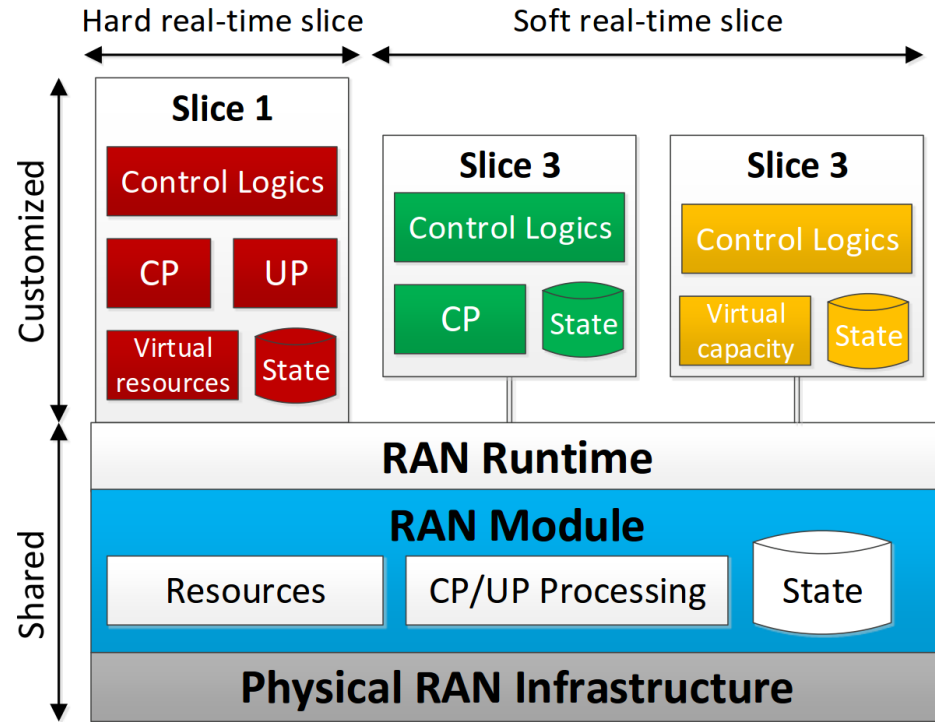 Hard real-time slice
Soft real-time slice
Customized
Shared
Slice 1
Control Logics
CP
UP
Virtual
resources
State
Slice 3
Control Logics
CP
State
Slice 3
Control Logics
Virtual
capacity
State
RAN Runtime
RAN Module
Resources
CP/UP Processing
State
Physical RAN Infrastructure